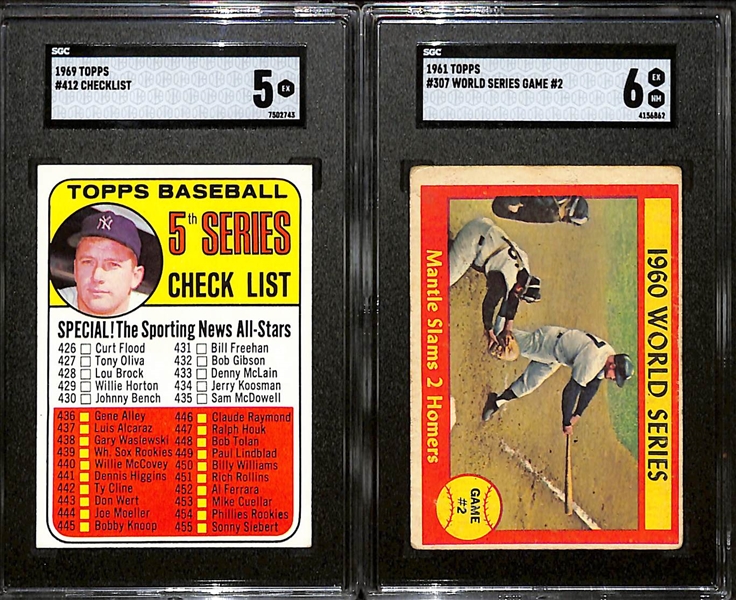 SGC
1969 TOPPS
#412 CHECKLIST
5
EX
7502743
TOPPS BASEBALL
5th SERIES
CHECK LIST
NY
SPECIAL! The Sporting News All-Stars
426 Curt Flood
427 Tony Oliva
428 Lou Brock
429 Willie Horton
430 Johnny Bench
431 Bill Freehan
432 Bob Gibson
433 Denny McLain
434 Jerry Koosman
435 Sam McDowell
436 Gene Alley
437 Luis Alcaraz
438 Gary Waslewski
439 Wh. Sox Rookies
440 Willie McCovey
441 Dennis Higgins
442 Ty Cline
443 Don Wert
444 Joe Moeller
445 Bobby Knoop
446 Claude Raymond
447 Ralph Houk
448 Bob Tolan
449 Paul Lindblad
450 Billy Williams
451 Rich Rollins
452 Al Ferrara
453 Mike Cuellar
454 Phillies Rookies
455 Sonny Siebert
SGC
1961 TOPPS
#307 WORLD SERIES GAME #2
6
EX
NM
4156862
1960 WORLD SERIES
Mantle Slams 2 Homers
GAME
#2